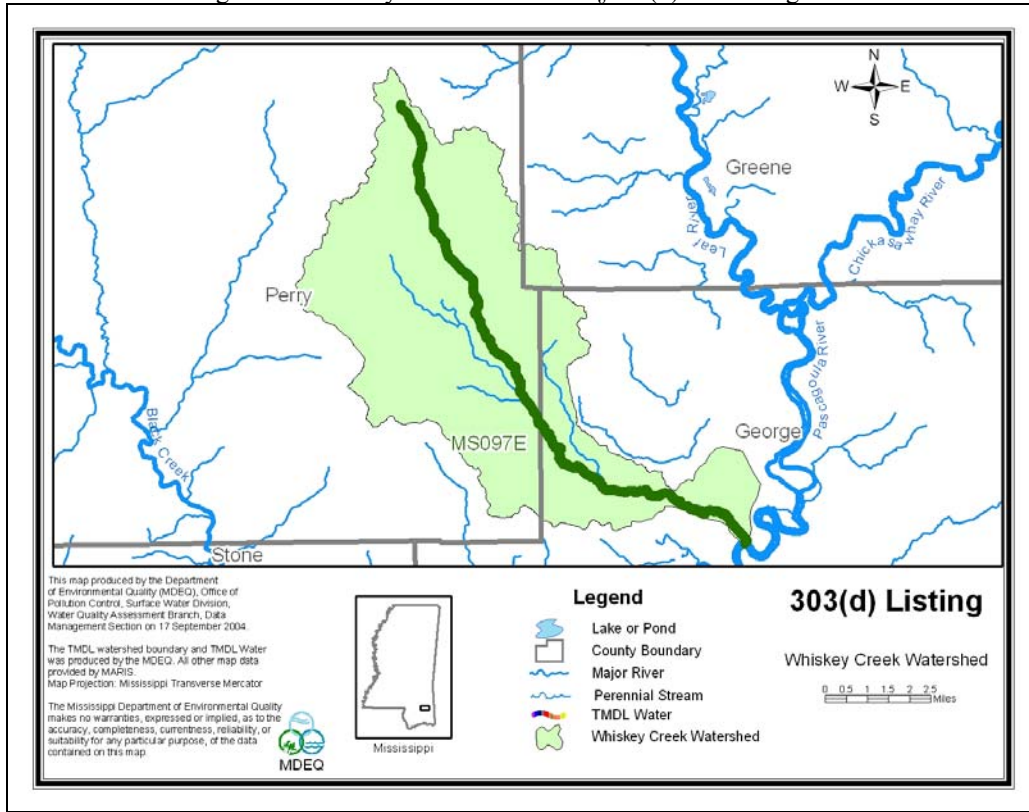 N
W E
S
Greene
Leaf River
Chickasawhay River
Perry
Pascagoula River
George
MS097E
Black Creek
Stone
This map produced by the Department
of Environmental Quality (MDEQ), Office of
Pollution Control, Surface Water Division,
Water Quality Assessment Branch, Data
Management Section on 17 September 2004.
The TMDL watershed boundary and TMDL Water
was produced by the MDEQ. All other map data
provided by MARIS.
Map Projection: Mississippi Transverse Mercator
The Mississippi Department of Environmental Quality
makes no warranties, expressed or implied, as to the
accuracy, completeness, currentness, reliability, or
suitability for any particular purpose, of the data
contained on this map.
MDEQ
Mississippi
Legend
Lake or Pond
County Boundary
Major River
Perennial Stream
TMDL Water
Whiskey Creek Watershed
303(d) Listing
Whiskey Creek Watershed
0 0.5 1 1.5 2 2.5
Miles